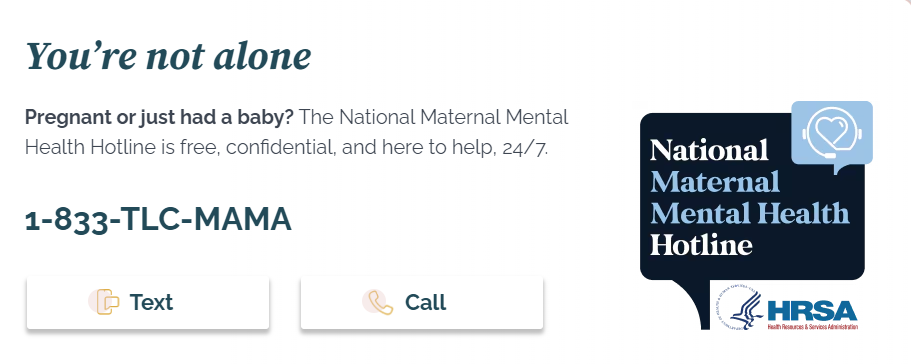 You're not alone
Pregnant or just had a baby? The National Maternal Mental
Health Hotline is free, confidential, and here to help, 24/7.
1-833-TLC-MAMA
Text
Call
National
Maternal
Mental Health
Hotline
HRSA
Health Resources & Services Administration